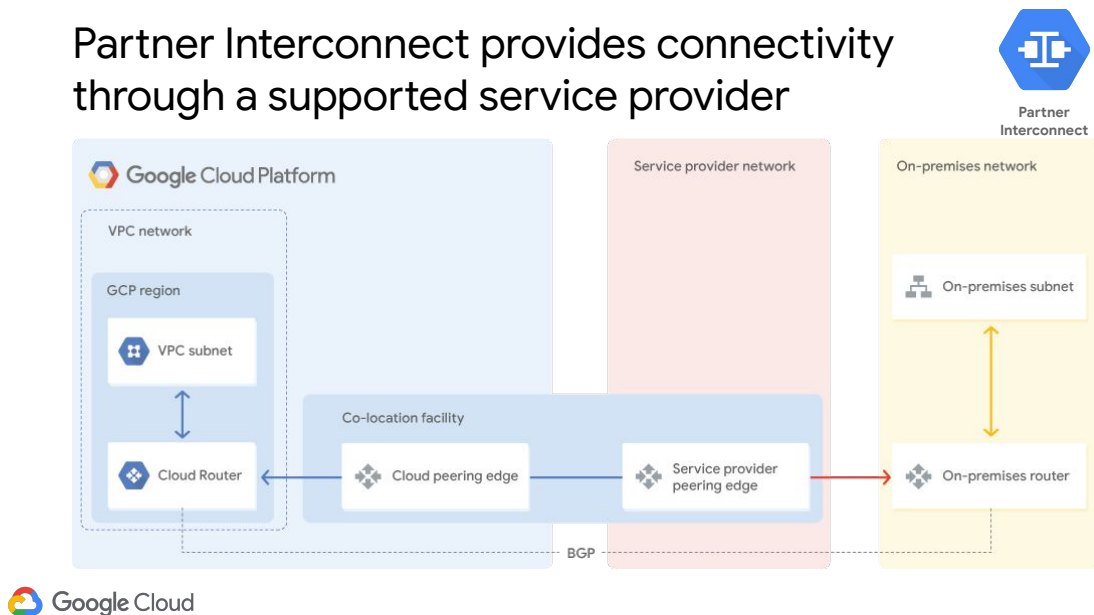 Partner Interconnect provides connectivity
through a supported service provider
Partner
Interconnect
Google Cloud Platform
Service provider network
On-premises network
VPC network
GCP region
On-premises subnet
VPC subnet
Co-location facility
Cloud Router
Cloud peering edge
Service provider
peering edge
On-premises router
BGP
Google Cloud